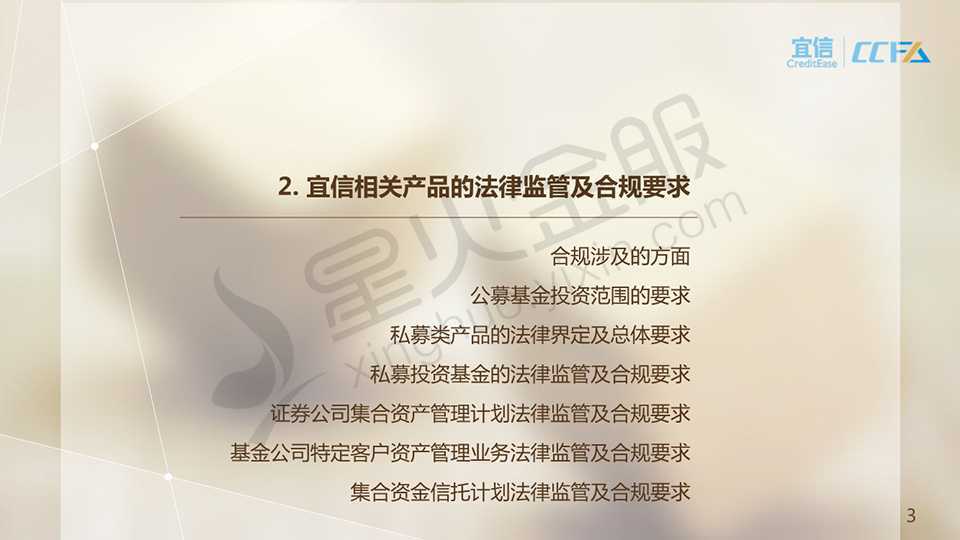 宜信
CreditEase
CCFA
2. 宜信相关产品的法律监管及合规要求
合规涉及的方面
公募基金投资范围的要求
私募类产品的法律界定及总体要求
私募投资基金的法律监管及合规要求
证券公司集合资产管理计划法律监管及合规要求
基金公司特定客户资产管理业务法律监管及合规要求
集合资金信托计划法律监管及合规要求
星火金服
xinghuoyixin.com
3